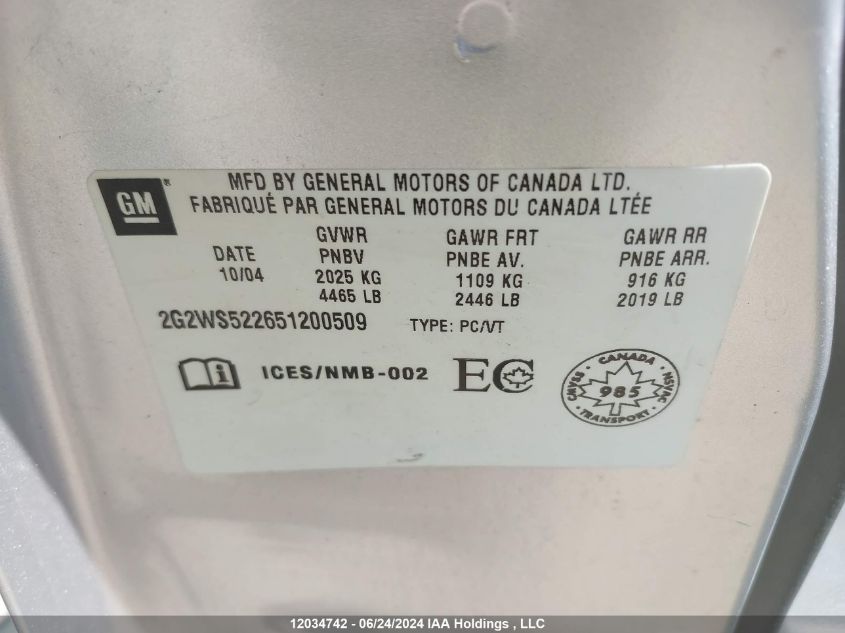 GM®
MFD BY GENERAL MOTORS OF CANADA LTD.
FABRIQUÉ PAR GENERAL MOTORS DU CANADA LTÉE
DATE GVWR GAWR FRT GAWR RR
PNBV PNBE AV. PNBE ARR.
10/04 2025 KG 1109 KG 916 KG
4465 LB 2446 LB 2019 LB
2G2WS522651200509 TYPE: PC/VT
i ICES/NMB-002 EC
CANADA
CMVSS 985 NSVAC
TRANSPORT
12034742 - 06/24/2024 IAA Holdings , LLC